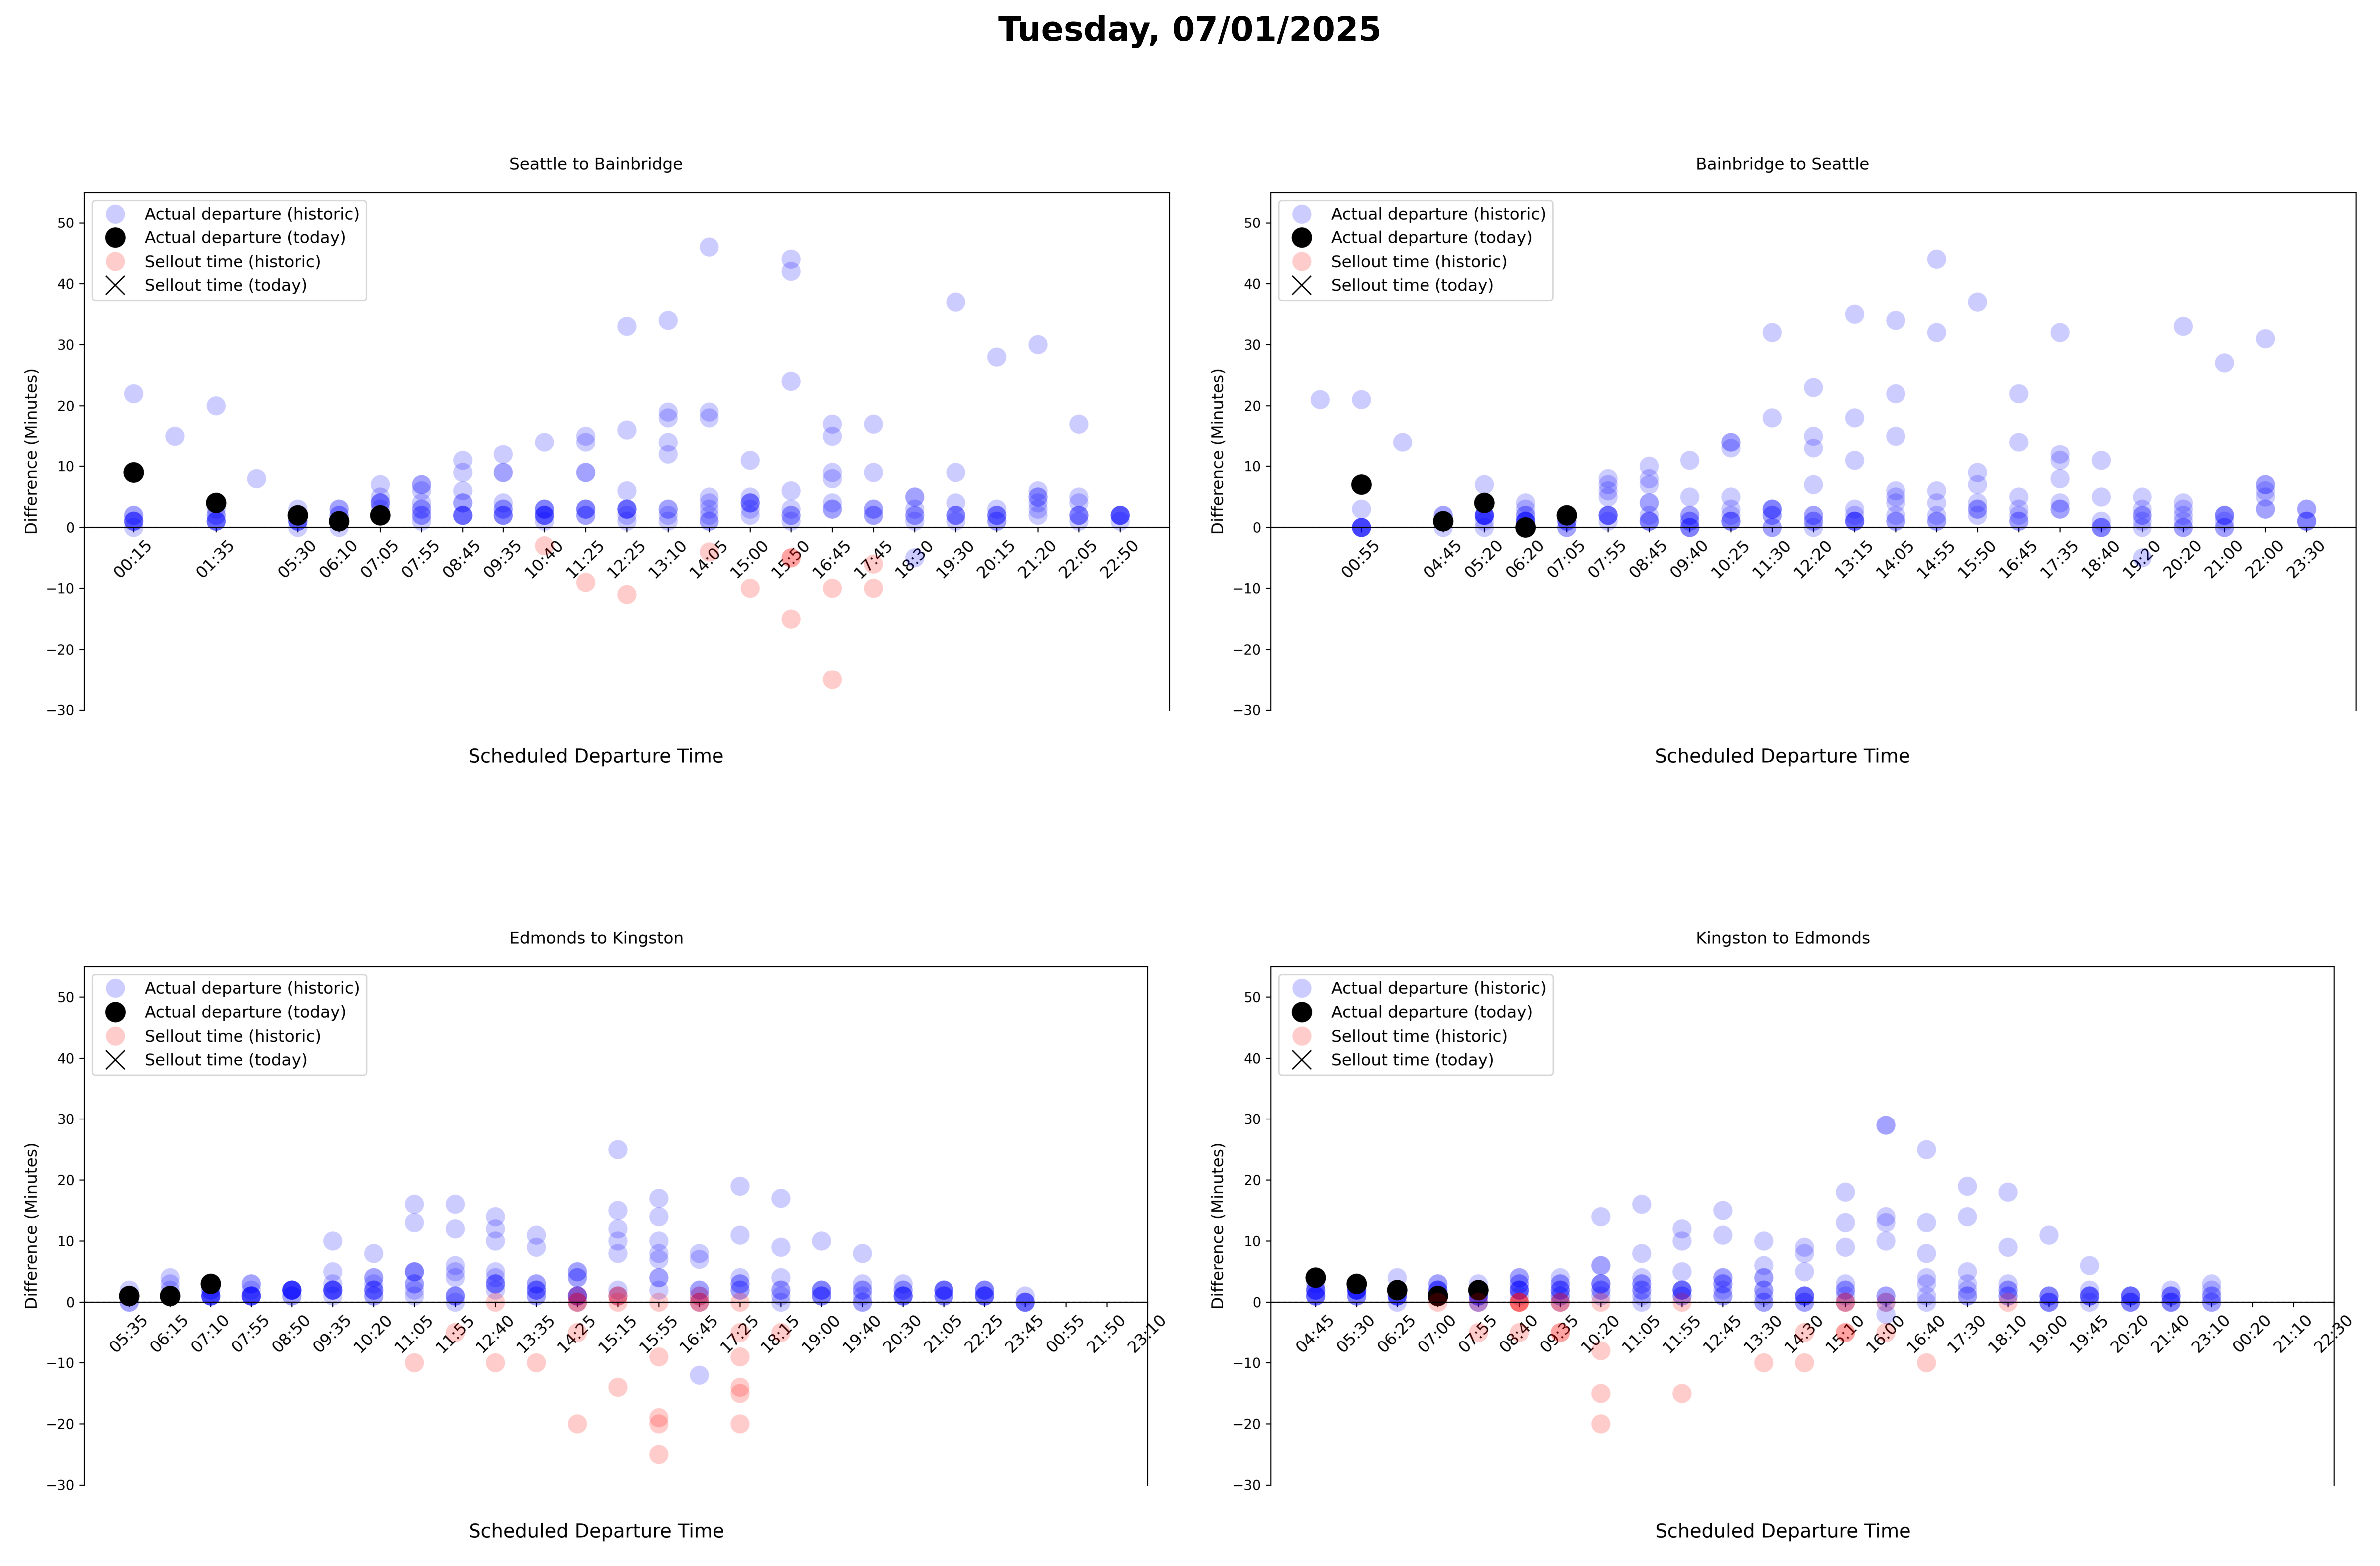 Tuesday, 07/01/2025
Seattle to Bainbridge
Difference (Minutes)
50
40
30
20
10
0
−10
−20
−30
Actual departure (historic)
Actual departure (today)
Sellout time (historic)
Sellout time (today)
00:15 01:35 05:30 06:10 07:05 07:55 08:45 09:35 10:40 11:25 12:25 13:10 14:05 15:00 15:50 16:45 17:45 18:30 19:30 20:15 21:20 22:05 22:50
Scheduled Departure Time
Bainbridge to Seattle
Difference (Minutes)
50
40
30
20
10
0
−10
−20
−30
Actual departure (historic)
Actual departure (today)
Sellout time (historic)
Sellout time (today)
00:55 04:45 05:20 06:20 07:05 07:55 08:45 09:40 10:25 11:30 12:20 13:15 14:05 14:55 15:50 16:45 17:35 18:40 19:20 20:20 21:00 22:00 23:30
Scheduled Departure Time
Edmonds to Kingston
Difference (Minutes)
50
40
30
20
10
0
−10
−20
−30
Actual departure (historic)
Actual departure (today)
Sellout time (historic)
Sellout time (today)
05:35 06:15 07:10 07:55 08:50 09:35 10:20 11:05 11:55 12:40 13:35 14:25 15:15 15:55 16:45 17:25 18:15 19:00 19:40 20:30 21:05 22:25 23:45 00:55 21:50 23:10
Scheduled Departure Time
Kingston to Edmonds
Difference (Minutes)
50
40
30
20
10
0
−10
−20
−30
Actual departure (historic)
Actual departure (today)
Sellout time (historic)
Sellout time (today)
04:45 05:30 06:25 07:00 07:55 08:40 09:35 10:20 11:05 11:55 12:45 13:30 14:30 15:10 16:00 16:40 17:30 18:10 19:00 19:45 20:20 21:40 23:10 00:20 21:10 22:30
Scheduled Departure Time